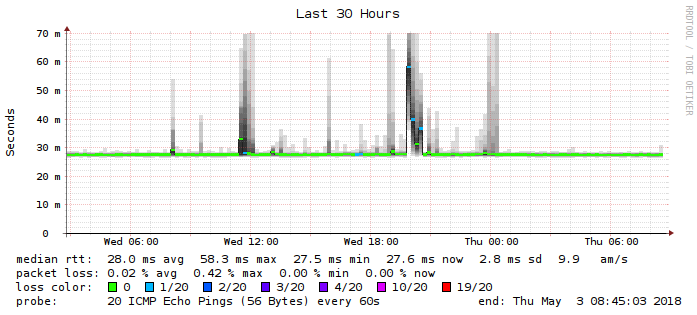 Last 30 Hours
RRDTOOL / TOBI OETIKER
Seconds
70 m
60 m
50 m
40 m
30 m
20 m
10 m
0
Wed 06:00 Wed 12:00 Wed 18:00 Thu 00:00 Thu 06:00
median rtt: 28.0 ms avg 58.3 ms max 27.5 ms min 27.6 ms now 2.8 ms sd 9.9 am/s
packet loss: 0.02 % avg 0.42 % max 0.00 % min 0.00 % now
loss color: 0 1/20 2/20 3/20 4/20 10/20 19/20
probe: 20 ICMP Echo Pings (56 Bytes) every 60s end: Thu May 3 08:45:03 2018